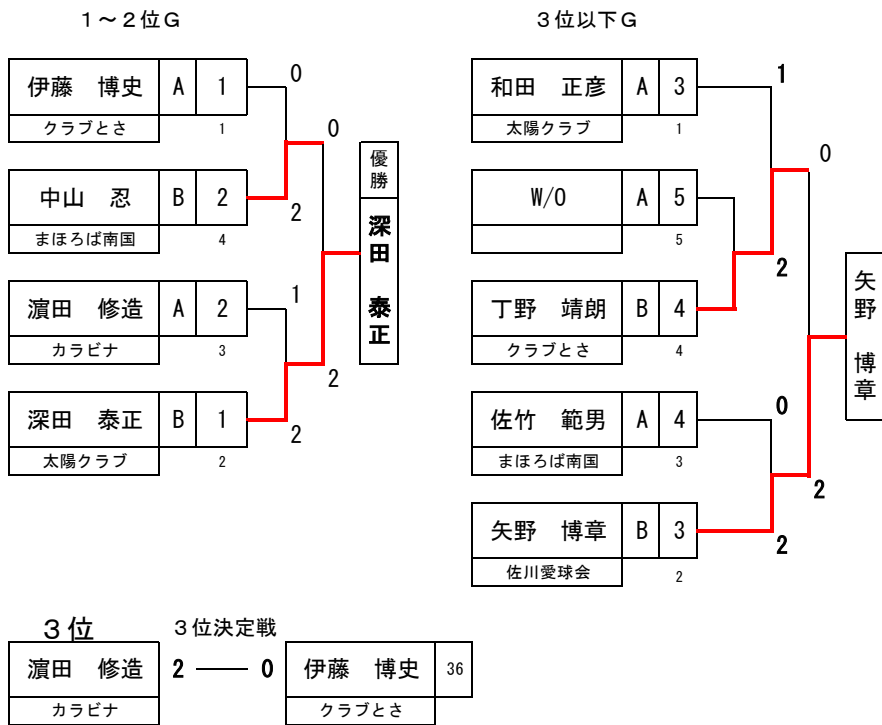 １～２位Ｇ
３位以下Ｇ
伊藤　博史 A 1
クラブとさ 1
0
中山　忍 B 2
まほろば南国 4
2
0
濵田　修造 A 2
カラビナ 3
1
深田　泰正 B 1
太陽クラブ 2
2
2
優勝
深田　泰正
和田　正彦 A 3
太陽クラブ 1
1
W/O A 5
5
丁野　靖朗 B 4
クラブとさ 4
2
0
佐竹　範男 A 4
まほろば南国 3
0
矢野　博章 B 3
佐川愛球会 2
2
2
矢野　博章
３位
３位決定戦
濵田　修造 2 0 伊藤　博史 36
カラビナ クラブとさ